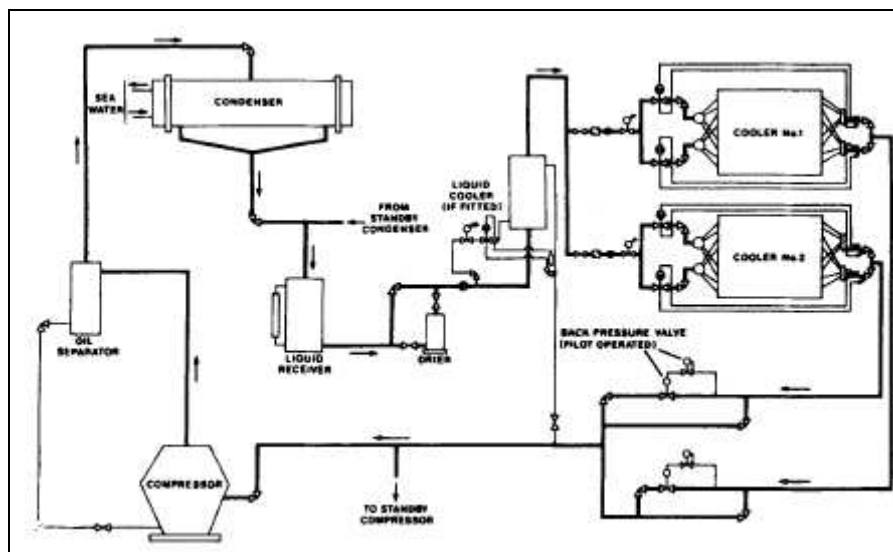 SEA
WATER
CONDENSER
LIQUID
COOLER
(IF FITTED)
COOLER No.1
FROM
STANDBY
CONDENSER
COOLER No.2
OIL
SEPARATOR
LIQUID
RECEIVER
DRIER
BACK PRESSURE VALVE
(PILOT OPERATED)
COMPRESSOR
TO STANDBY
COMPRESSOR